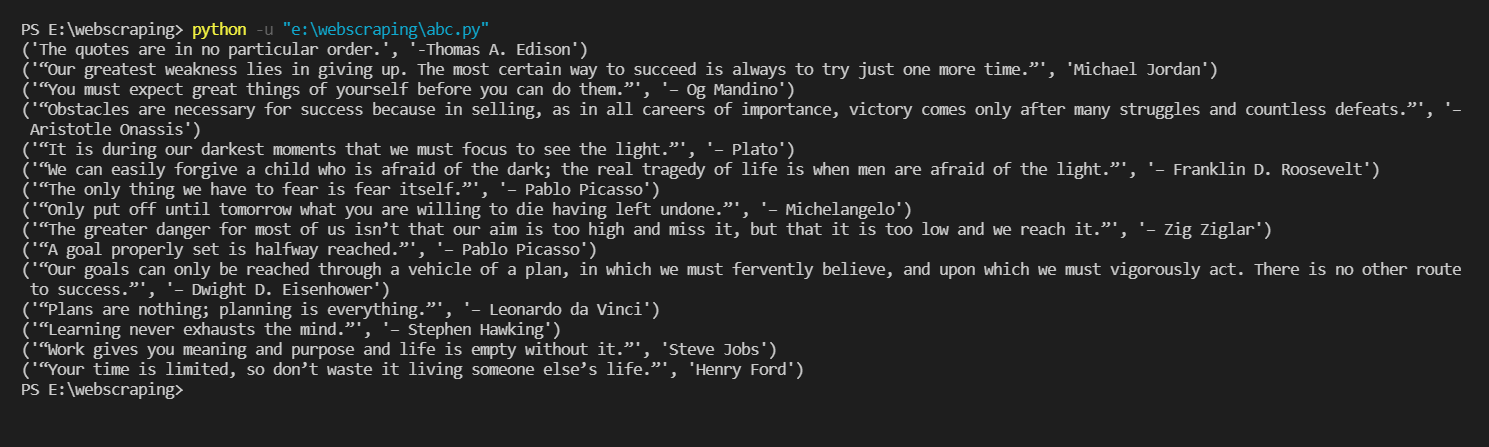 PS E:\webscraping> python -u "e:\webscraping\abc.py"
('The quotes are in no particular order.', '-Thomas A. Edison')
('“Our greatest weakness lies in giving up. The most certain way to succeed is always to try just one more time.”', 'Michael Jordan')
('“You must expect great things of yourself before you can do them.”', '– Og Mandino')
('“Obstacles are necessary for success because in selling, as in all careers of importance, victory comes only after many struggles and countless defeats.”', '–
 Aristotle Onassis')
('“It is during our darkest moments that we must focus to see the light.”', '– Plato')
('“We can easily forgive a child who is afraid of the dark; the real tragedy of life is when men are afraid of the light.”', '– Franklin D. Roosevelt')
('“The only thing we have to fear is fear itself.”', '– Pablo Picasso')
('“Only put off until tomorrow what you are willing to die having left undone.”', '– Michelangelo')
('“The greater danger for most of us isn’t that our aim is too high and miss it, but that it is too low and we reach it.”', '– Zig Ziglar')
('“A goal properly set is halfway reached.”', '– Pablo Picasso')
('“Our goals can only be reached through a vehicle of a plan, in which we must fervently believe, and upon which we must vigorously act. There is no other route
 to success.”', '– Dwight D. Eisenhower')
('“Plans are nothing; planning is everything.”', '– Leonardo da Vinci')
('“Learning never exhausts the mind.”', '– Stephen Hawking')
('“Work gives you meaning and purpose and life is empty without it.”', 'Steve Jobs')
('“Your time is limited, so don’t waste it living someone else’s life.”', 'Henry Ford')
PS E:\webscraping>